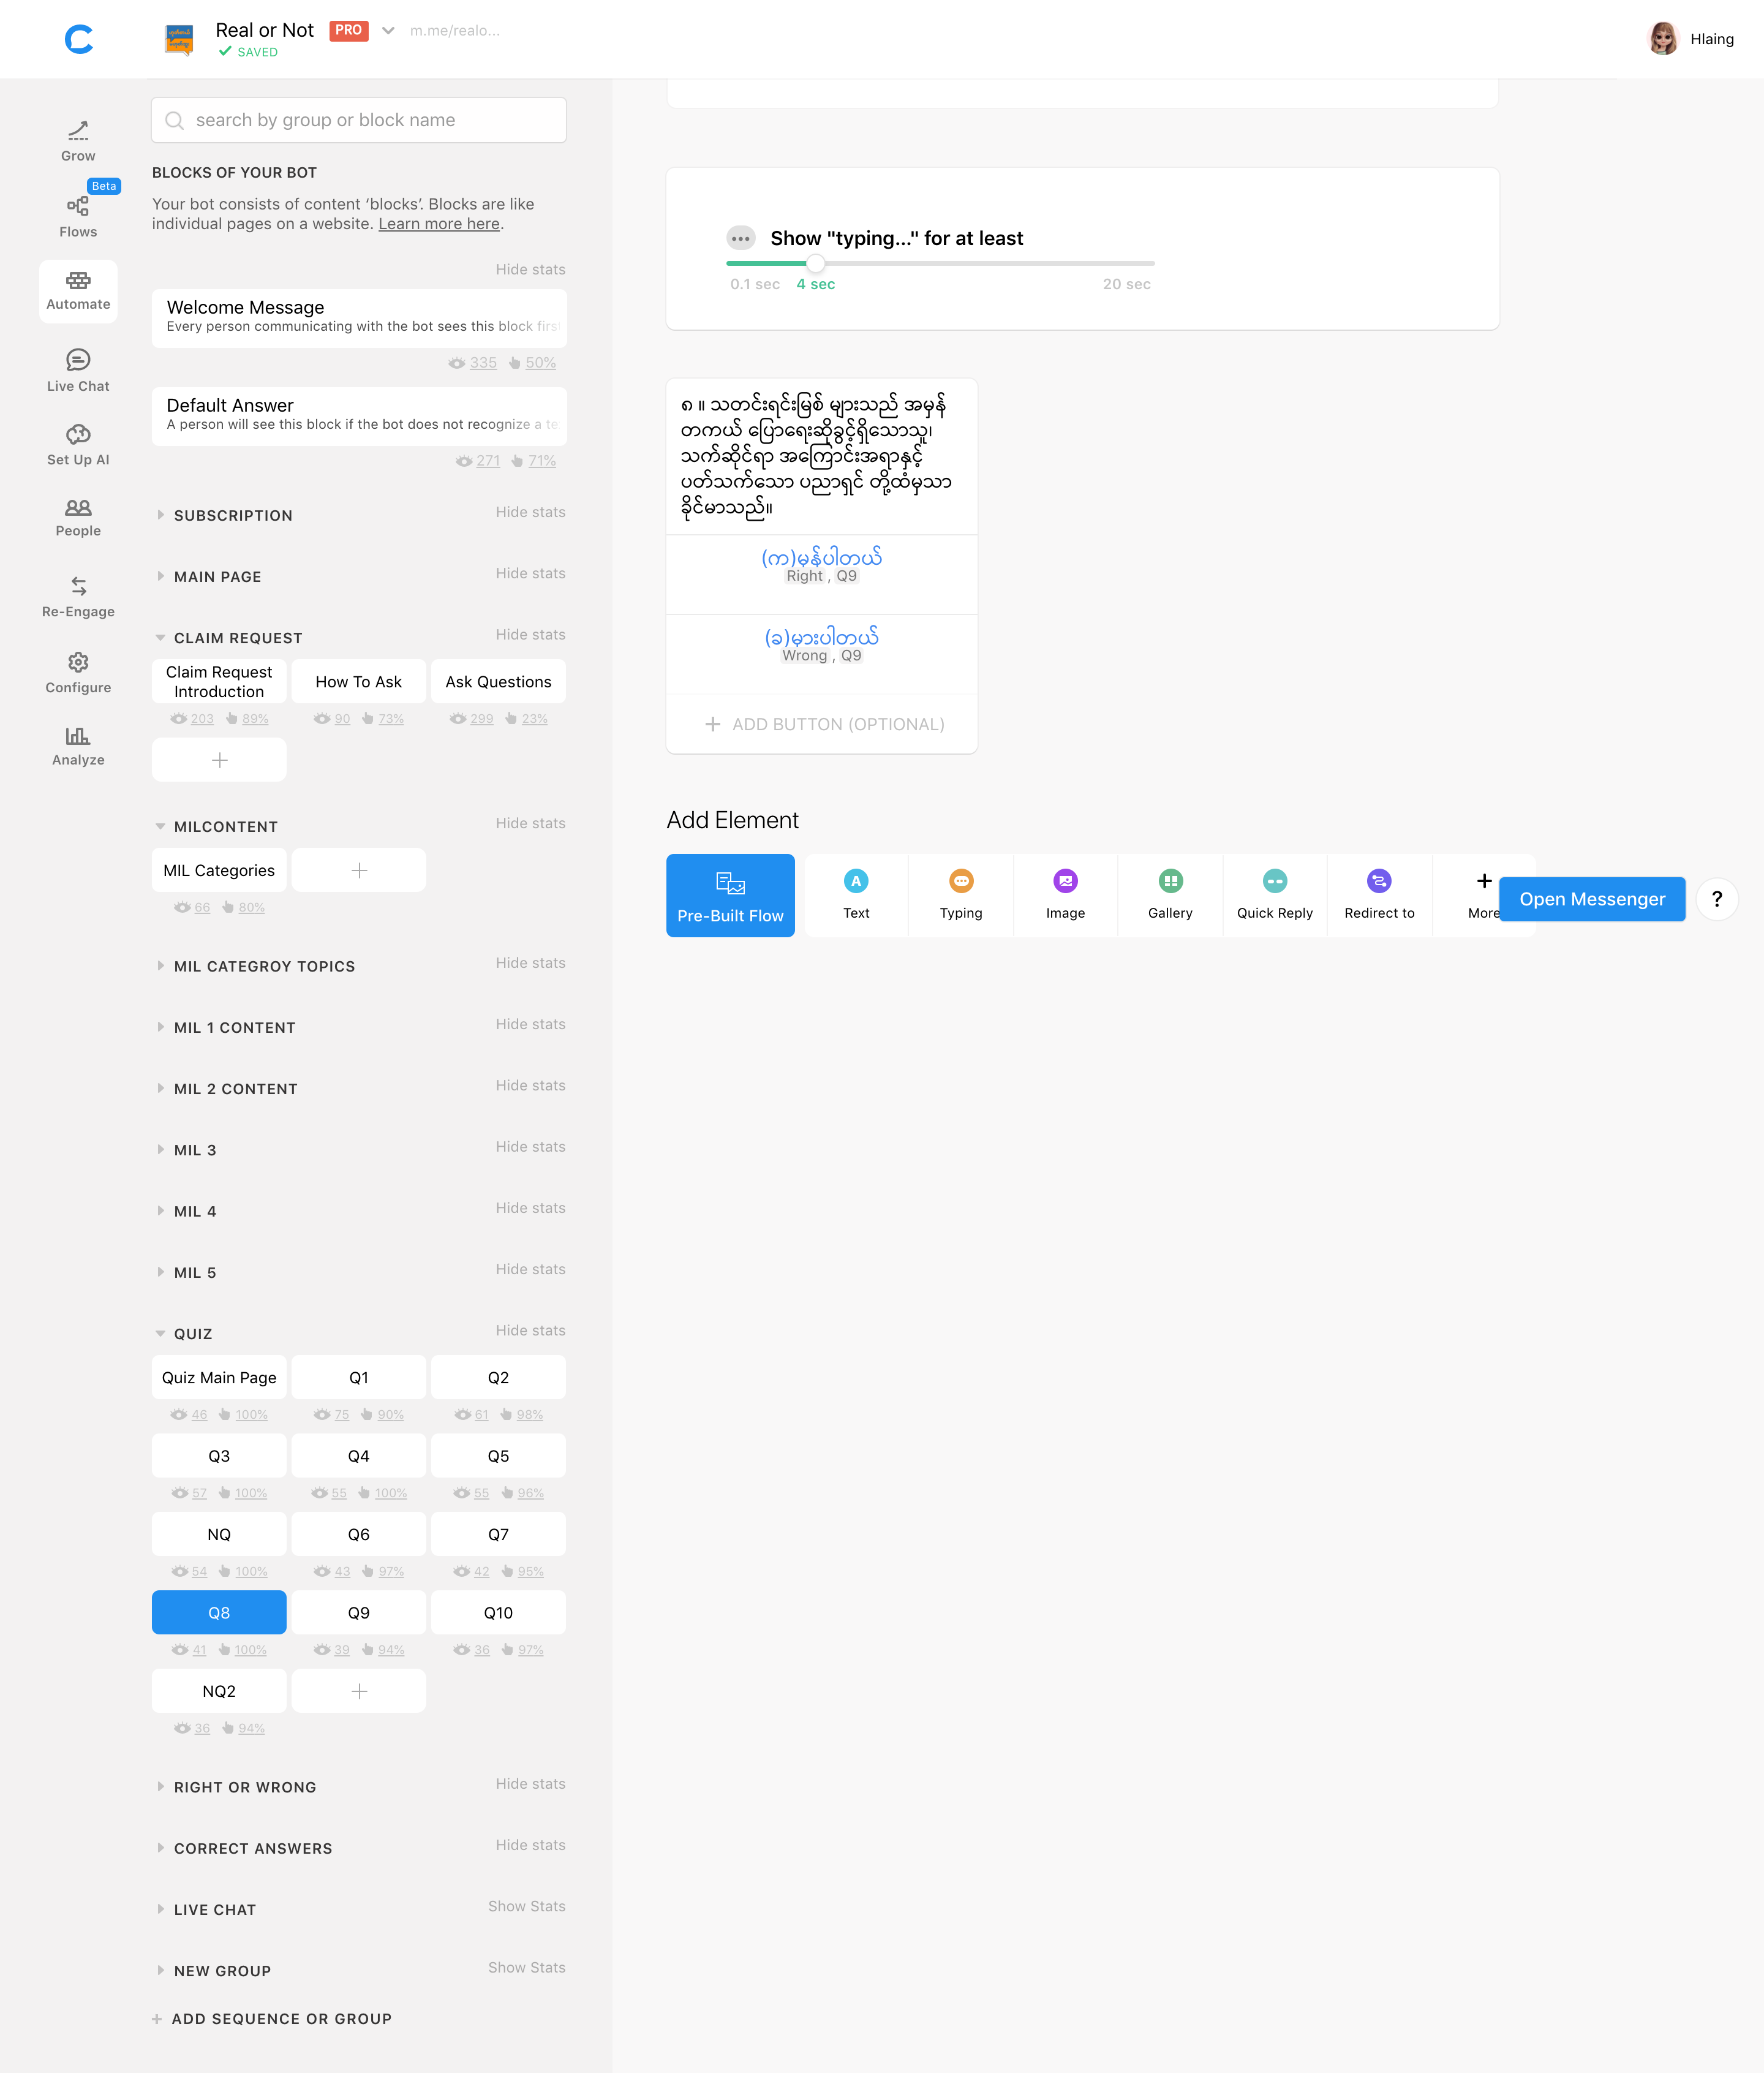 Real or Not PRO m.me/realo...
SAVED
Hlaing
Grow
Beta
Flows
Automate
Live Chat
Set Up AI
People
Re-Engage
Configure
Analyze
search by group or block name
BLOCKS OF YOUR BOT
Your bot consists of content ‘blocks’. Blocks are like
individual pages on a website. Learn more here.
Hide stats
Welcome Message
Every person communicating with the bot sees this block firs
335 50%
Default Answer
A person will see this block if the bot does not recognize a te
271 71%
SUBSCRIPTION Hide stats
MAIN PAGE Hide stats
CLAIM REQUEST Hide stats
Claim Request
Introduction
How To Ask
Ask Questions
203 89% 90 73% 299 23%
MILCONTENT Hide stats
MIL Categories
66 80%
MIL CATEGROY TOPICS Hide stats
MIL 1 CONTENT Hide stats
MIL 2 CONTENT Hide stats
MIL 3 Hide stats
MIL 4 Hide stats
MIL 5 Hide stats
QUIZ Hide stats
Quiz Main Page Q1 Q2
46 100% 75 90% 61 98%
Q3 Q4 Q5
57 100% 55 100% 55 96%
NQ Q6 Q7
54 100% 43 97% 42 95%
Q8 Q9 Q10
41 100% 39 94% 36 97%
NQ2
36 94%
RIGHT OR WRONG Hide stats
CORRECT ANSWERS Hide stats
LIVE CHAT Show Stats
NEW GROUP Show Stats
+ ADD SEQUENCE OR GROUP
Show "typing..." for at least
0.1 sec 4 sec 20 sec
၈ ။ သတင်းရင်းမြစ် များသည် အမှန်
တကယ် ပြောရေးဆိုခွင့်ရှိသောသူ၊
သက်ဆိုင်ရာ အကြောင်းအရာနှင့်
ပတ်သက်သော ပညာရှင် တို့ထံမှသာ
ခိုင်မာသည်။
(က)မှန်ပါတယ်
Right , Q9
(ခ)မှားပါတယ်
Wrong , Q9
+ ADD BUTTON (OPTIONAL)
Add Element
Pre-Built Flow
A
Text
Typing
Image
Gallery
Quick Reply
Redirect to
+
More
Open Messenger
?